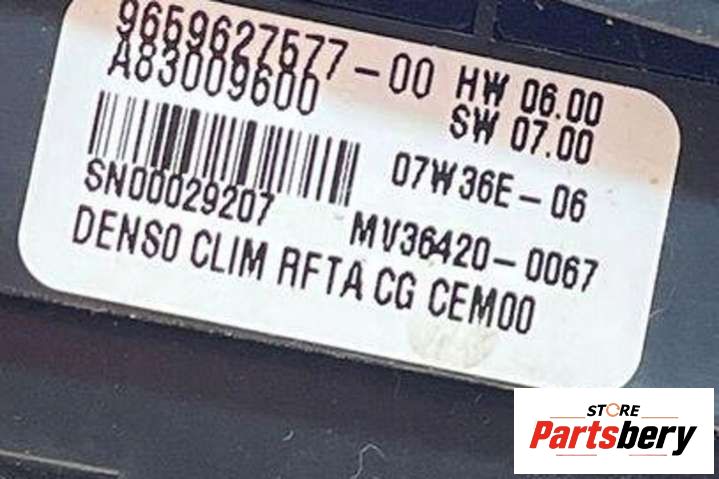 9659627577-00 HW 06.00
A83009600 SW 07.00
07W36E-06
SN00029207 MV36420-0067
DENSO CLIM RFTA CG CEM00
STORE
Partsbery